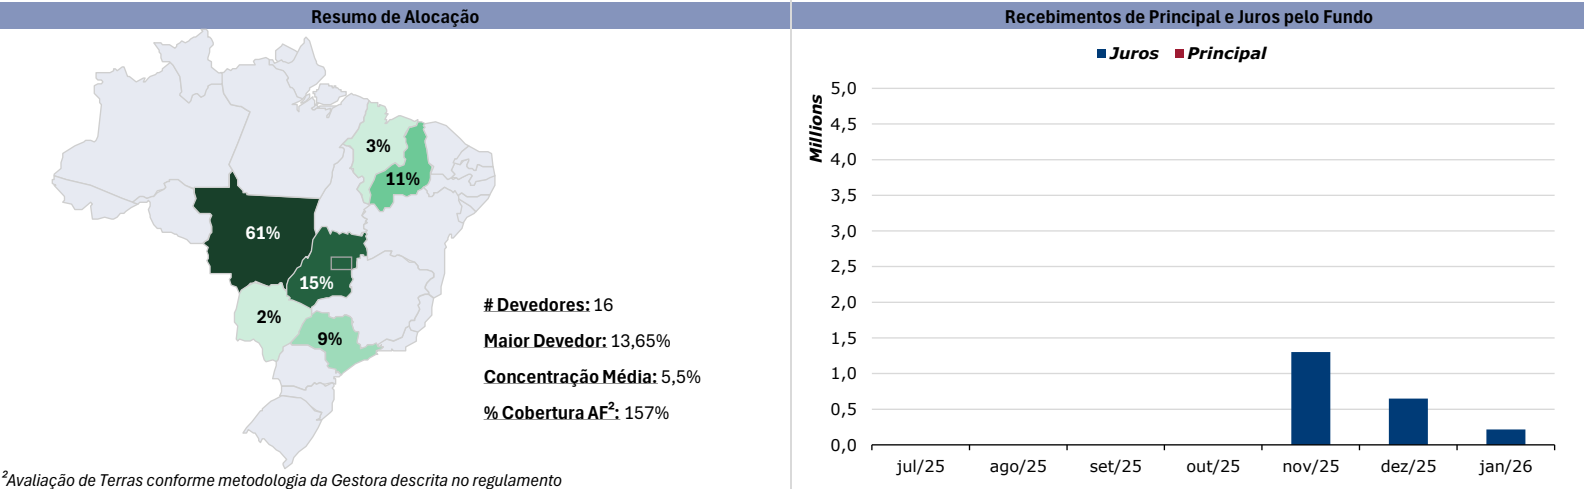 Resumo de Alocação
3%
11%
61%
15%
2%
9%
# Devedores: 16
Maior Devedor: 13,65%
Concentração Média: 5,5%
% Cobertura AF²: 157%
²Avaliação de Terras conforme metodologia da Gestora descrita no regulamento
Recebimentos de Principal e Juros pelo Fundo
Juros Principal
Millions
5,0
4,5
4,0
3,5
3,0
2,5
2,0
1,5
1,0
0,5
0,0
jul/25 ago/25 set/25 out/25 nov/25 dez/25 jan/26